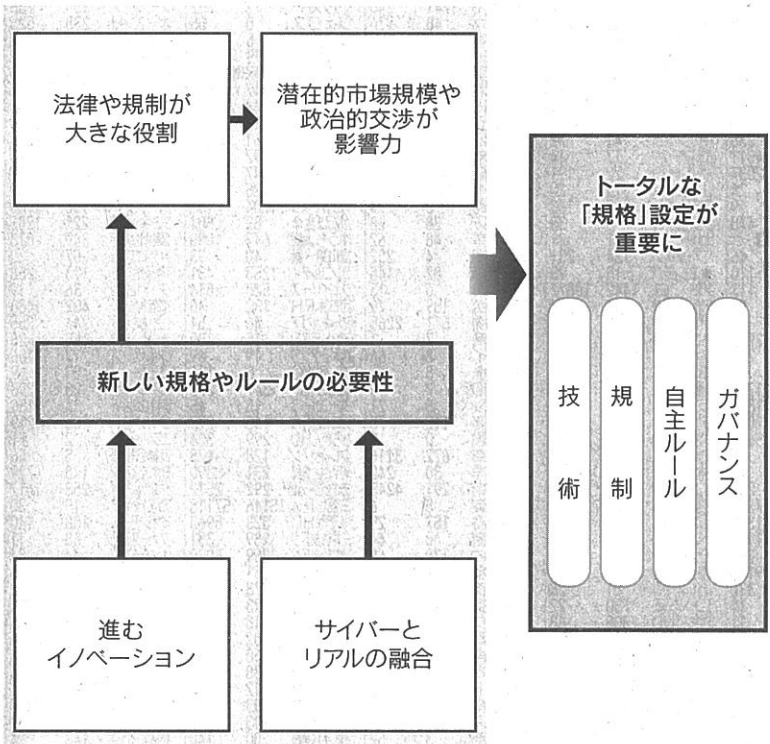 法律や規制が
大きな役割
潜在的市場規模や
政治的交渉が
影響力
新しい規格やルールの必要性
進む
イノベーション
サイバーと
リアルの融合
トータルな
「規格」設定が
重要に
技術
規制
自主ルール
ガバナンス